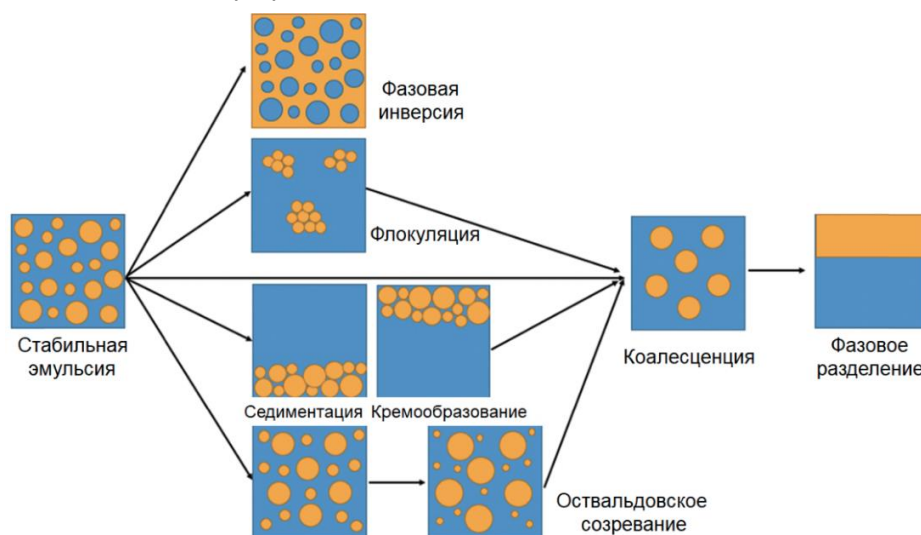 Фазовая
инверсия
Флокуляция
Стабильная
эмульсия
Седиментация
Кремообразование
Коалесценция
Фазовое
разделение
Оствальдовское
созревание